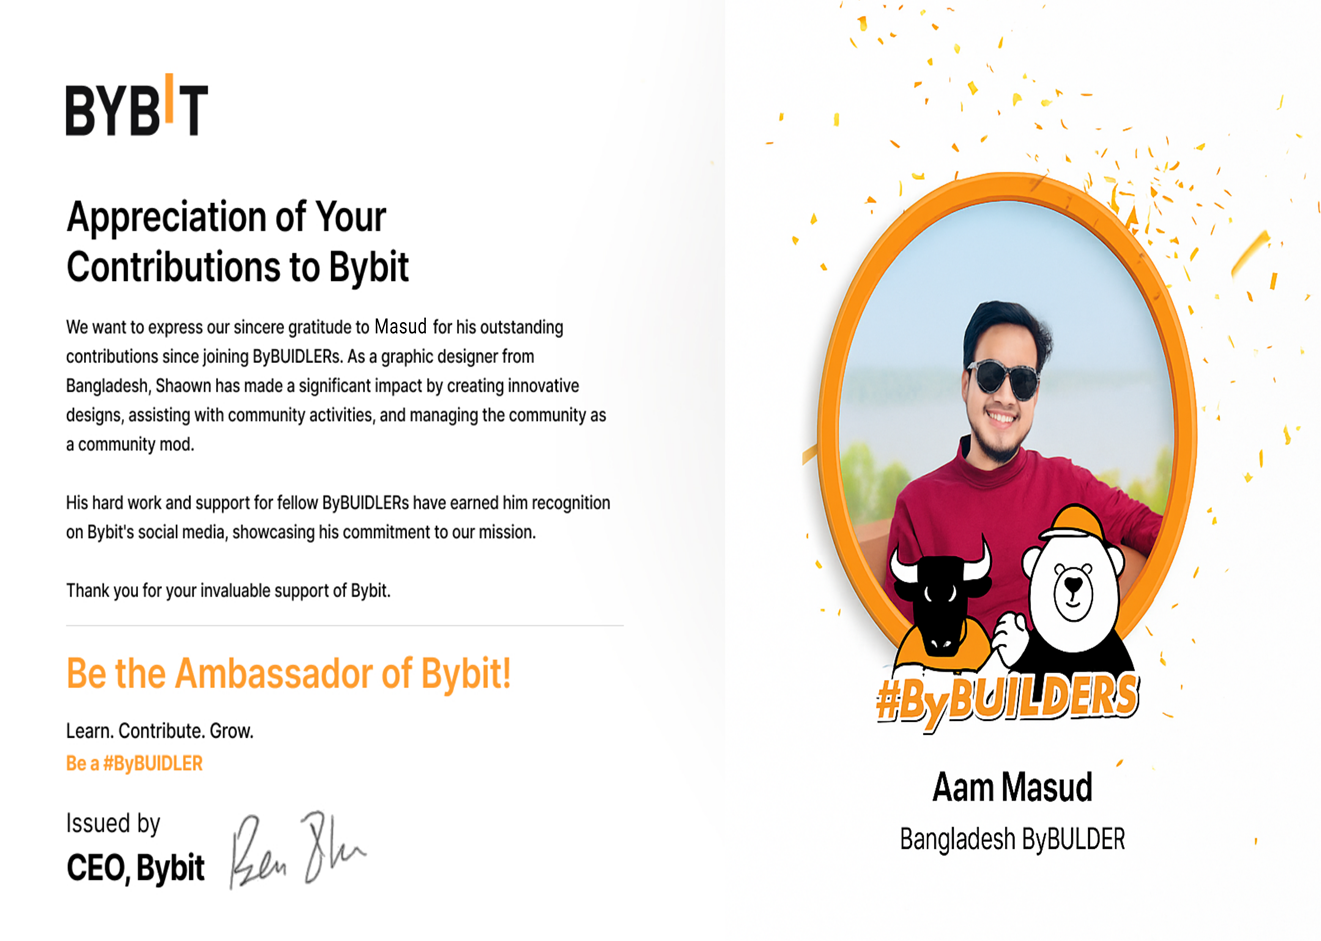 BYBIT
Appreciation of Your
Contributions to Bybit
We want to express our sincere gratitude to Masud for his outstanding
contributions since joining ByBUIDLERs. As a graphic designer from
Bangladesh, Shaown has made a significant impact by creating innovative
designs, assisting with community activities, and managing the community as
a community mod.
His hard work and support for fellow ByBUIDLERs have earned him recognition
on Bybit's social media, showcasing his commitment to our mission.
Thank you for your invaluable support of Bybit.
Be the Ambassador of Bybit!
Learn. Contribute. Grow.
Be a #ByBUIDLER
Issued by
CEO, Bybit
Ben
#ByBUILDERS
Aam Masud
Bangladesh ByBULDER